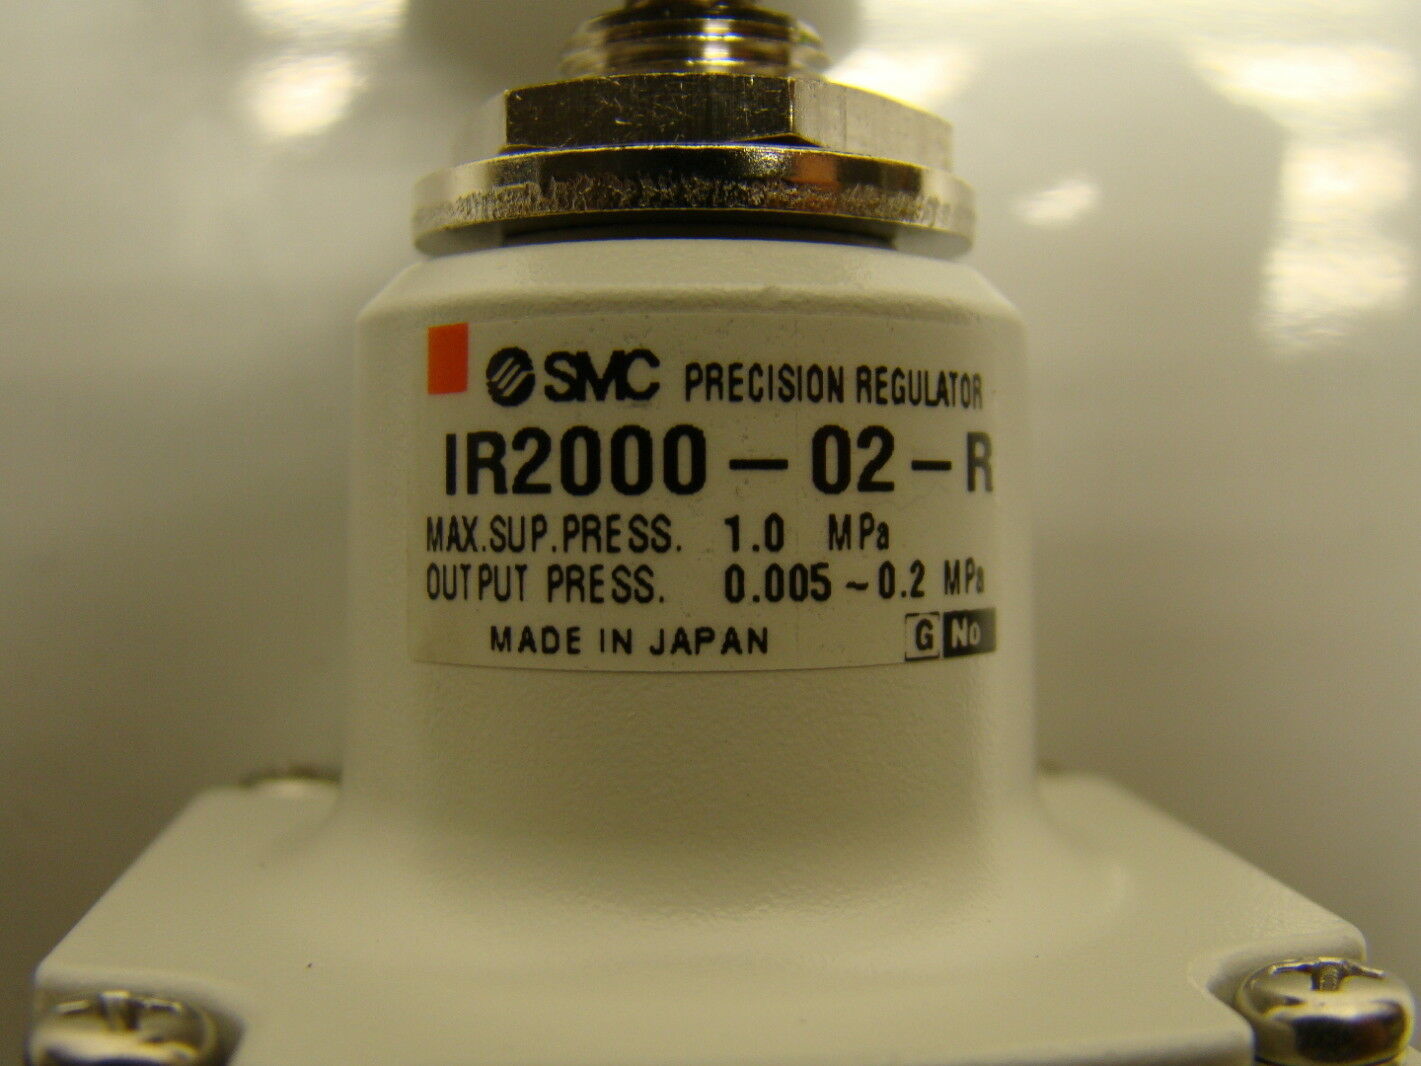 SMC PRECISION REGULATOR
IR2000-02-R
MAX.SUP.PRESS. 1.0 MPa
OUTPUT PRESS. 0.005~0.2 MPa
MADE IN JAPAN G No